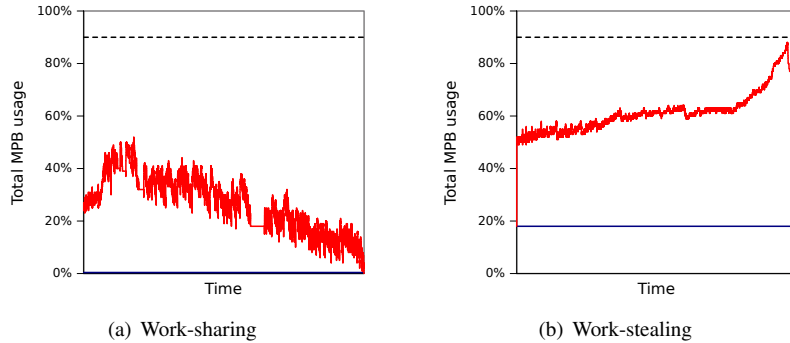 100%
80%
60%
40%
20%
0%
Total MPB usage
Time
(a) Work-sharing
100%
80%
60%
40%
20%
0%
Total MPB usage
Time
(b) Work-stealing